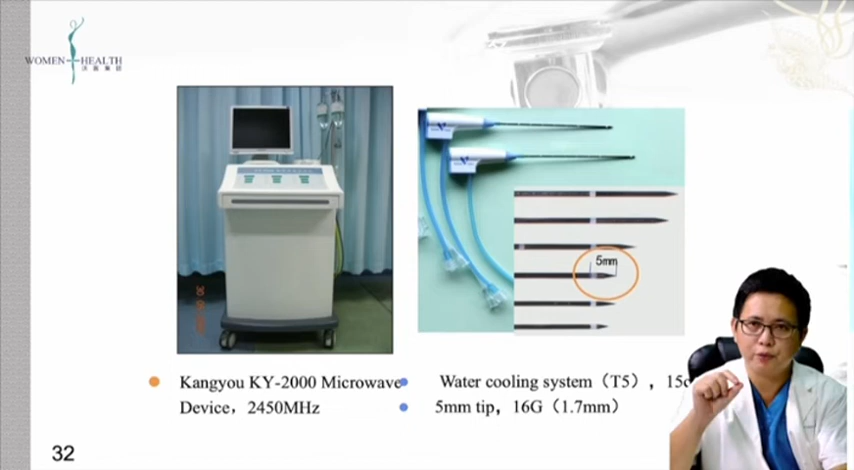 WOMEN HEALTH
5mm
Kangyou KY-2000 Microwave
Device，2450MHz
Water cooling system（T5），15c
5mm tip，16G（1.7mm）
32